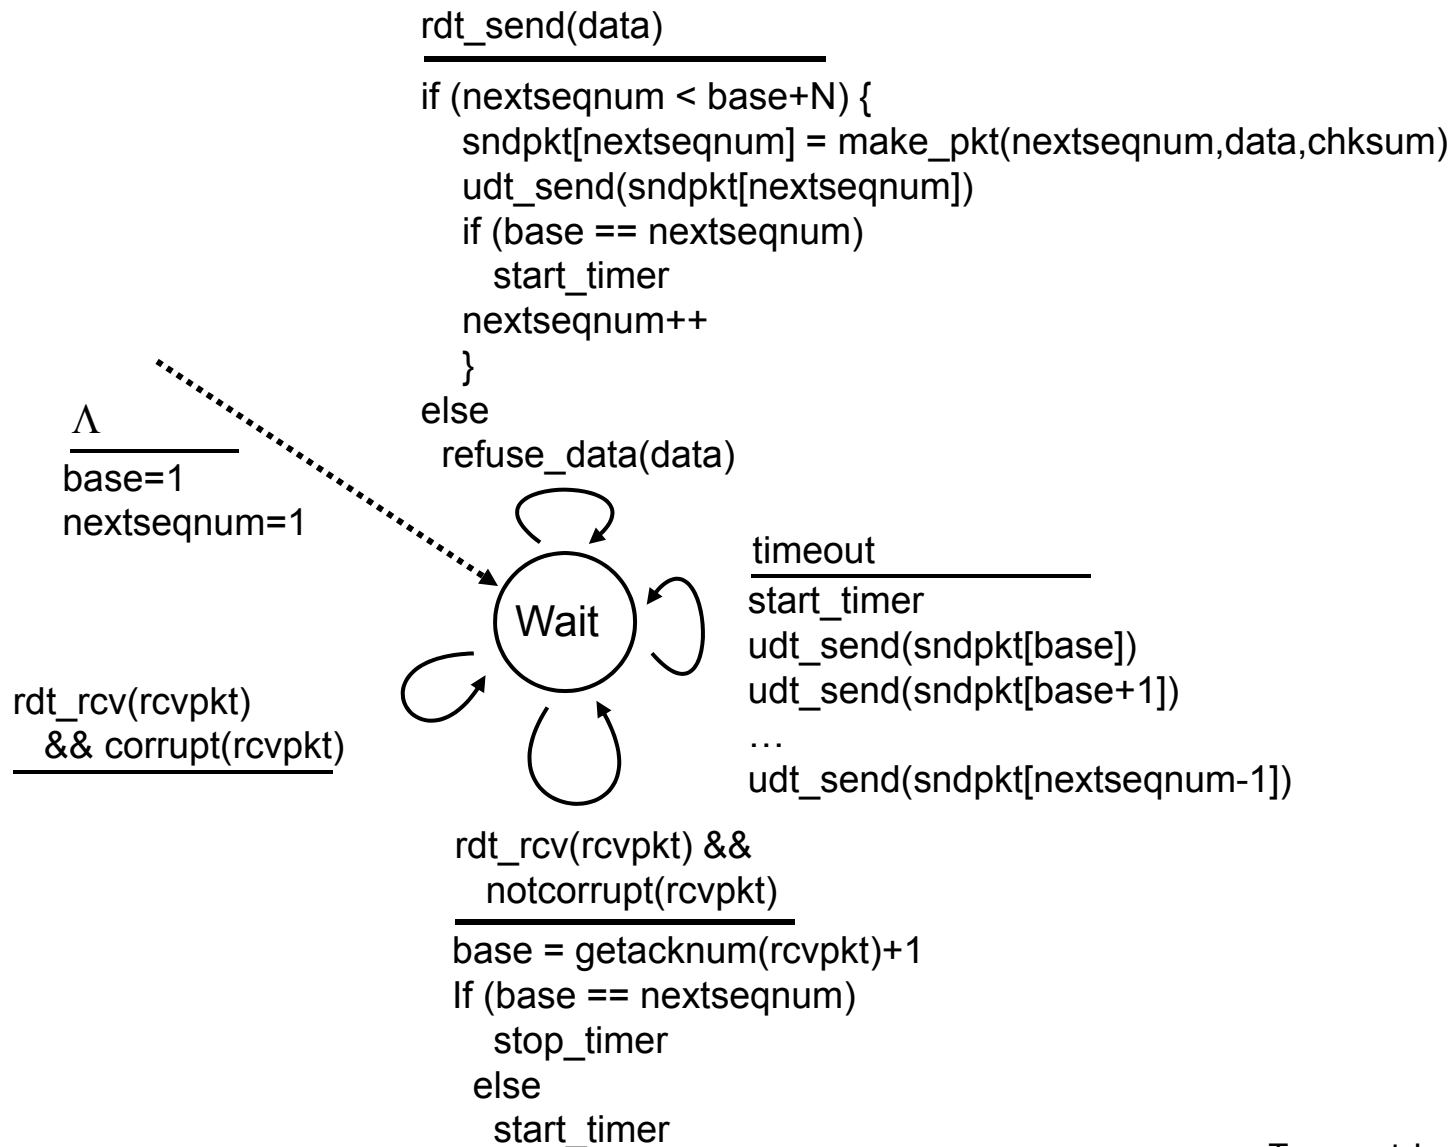 rdt_send(data)
if (nextseqnum < base+N) {
sndpkt[nextseqnum] = make_pkt(nextseqnum,data,chksum)
udt_send(sndpkt[nextseqnum])
if (base == nextseqnum)
start_timer
nextseqnum++
}
else
refuse_data(data)
Λ
base=1
nextseqnum=1
Wait
timeout
start_timer
udt_send(sndpkt[base])
udt_send(sndpkt[base+1])
…
udt_send(sndpkt[nextseqnum-1])
rdt_rcv(rcvpkt)
&& corrupt(rcvpkt)
rdt_rcv(rcvpkt) &&
notcorrupt(rcvpkt)
base = getacknum(rcvpkt)+1
If (base == nextseqnum)
stop_timer
else
start_timer